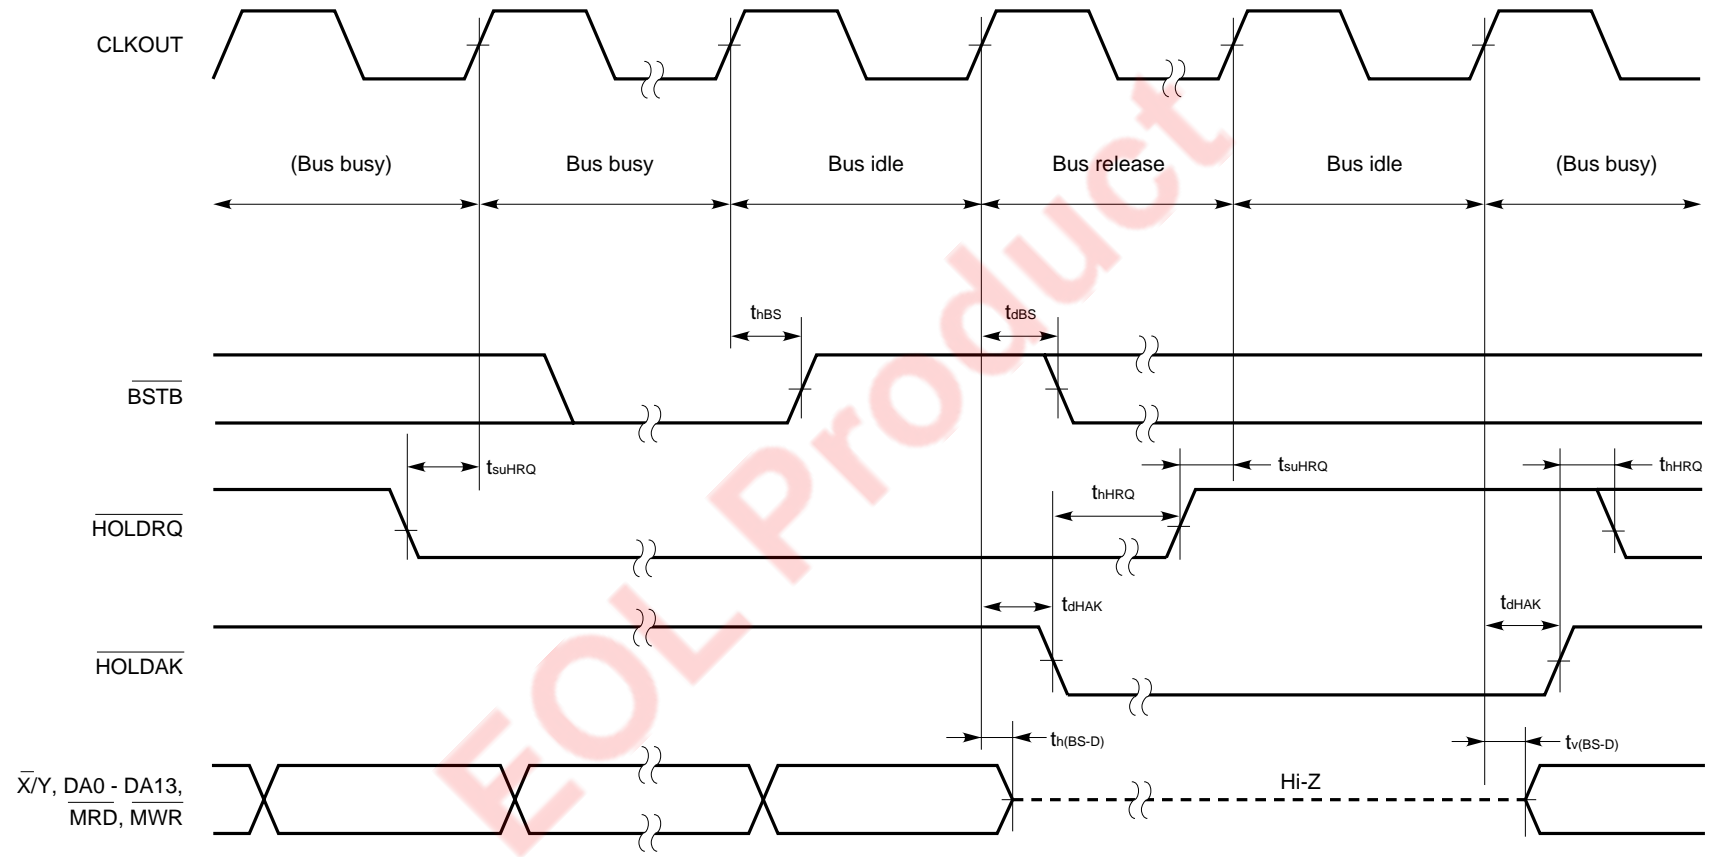 CLKOUT
(Bus busy) Bus busy Bus idle Bus release Bus idle (Bus busy)
thBS tdBS
BSTB
tsuHRQ tsuHRQ thHRQ
thHRQ
HOLDRQ
tdHAK tdHAK
HOLDAK
th(BS-D) tv(BS-D)
X/Y, DA0 - DA13,
MRD, MWR
Hi-Z
EOL Product